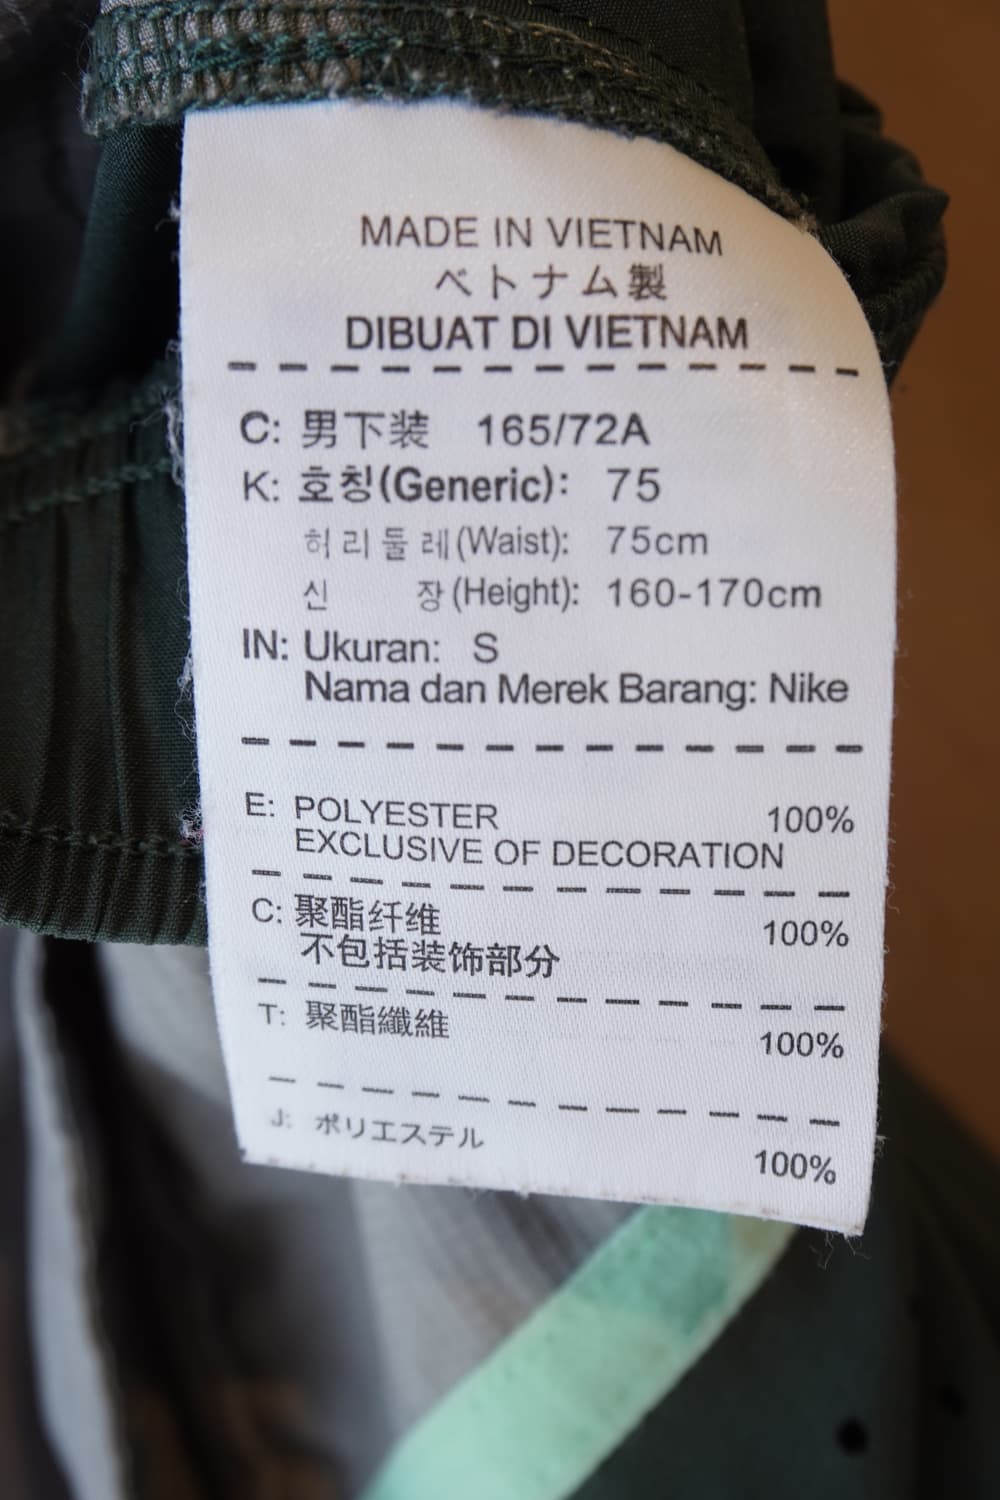 MADE IN VIETNAM
ベトナム製
DIBUAT DI VIETNAM
C: 男下装 165/72A
K: 호칭(Generic): 75
허리둘레(Waist): 75cm
신 장(Height): 160-170cm
IN: Ukuran: S
Nama dan Merek Barang: Nike
E: POLYESTER 100%
EXCLUSIVE OF DECORATION
C: 聚酯纤维 100%
不包括装饰部分
T: 聚酯纖維 100%
J: ポリエステル 100%